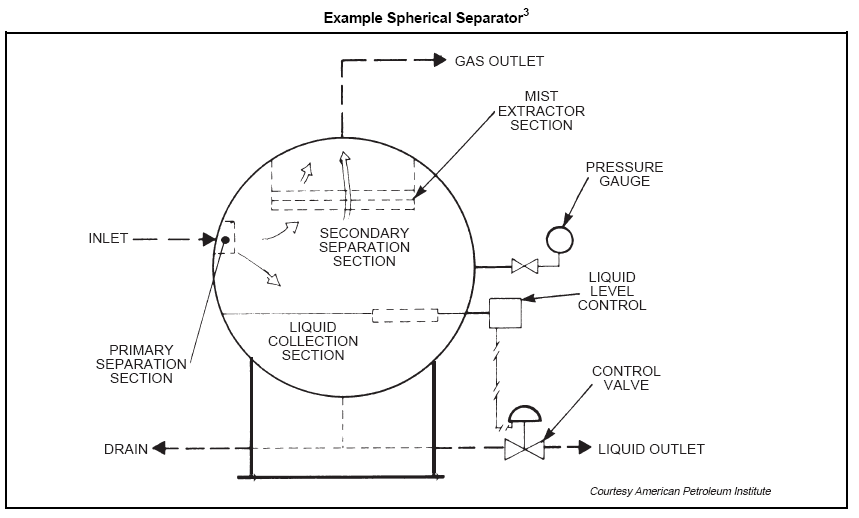 Example Spherical Separator3
GAS OUTLET
MIST
EXTRACTOR
SECTION
PRESSURE
GAUGE
INLET
SECONDARY
SEPARATION
SECTION
LIQUID
LEVEL
CONTROL
LIQUID
COLLECTION
SECTION
PRIMARY
SEPARATION
SECTION
CONTROL
VALVE
DRAIN
LIQUID OUTLET
Courtesy American Petroleum Institute